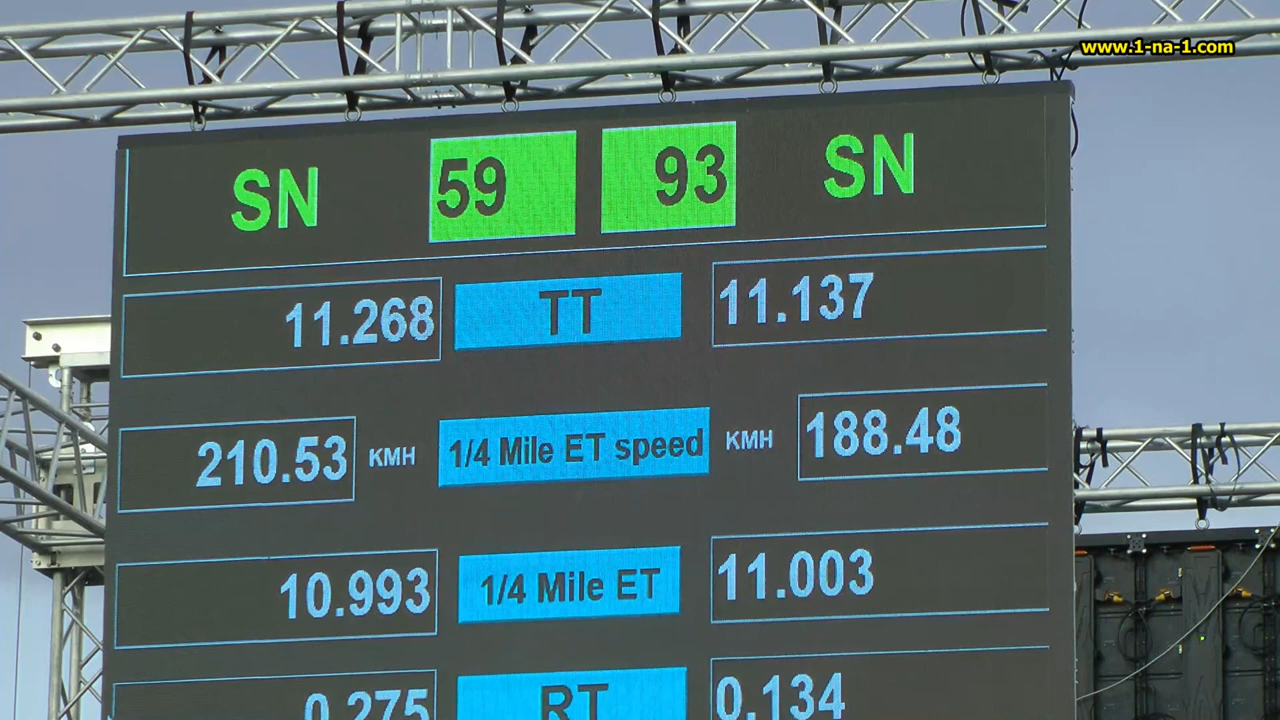 www.1-na-1.com
SN 59 93 SN
11.268 TT 11.137
210.53 KMH 1/4 Mile ET speed KMH 188.48
10.993 1/4 Mile ET 11.003
0.275 RT 0.134